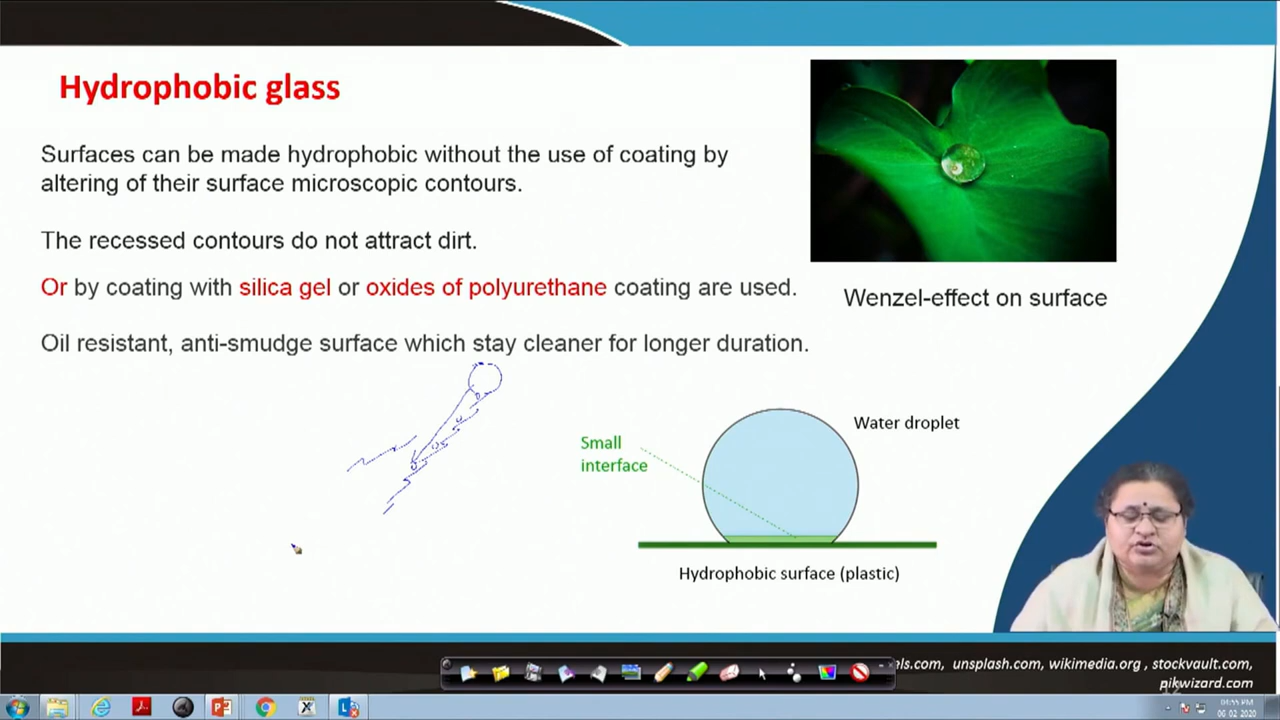 Hydrophobic glass
Surfaces can be made hydrophobic without the use of coating by
altering of their surface microscopic contours.
The recessed contours do not attract dirt.
Or by coating with silica gel or oxides of polyurethane coating are used.
Oil resistant, anti-smudge surface which stay cleaner for longer duration.
Wenzel-effect on surface
Water droplet
Small
interface
Hydrophobic surface (plastic)
unsplash.com, wikimedia.org , stockvault.com,
pikwizard.com
06-02-2020